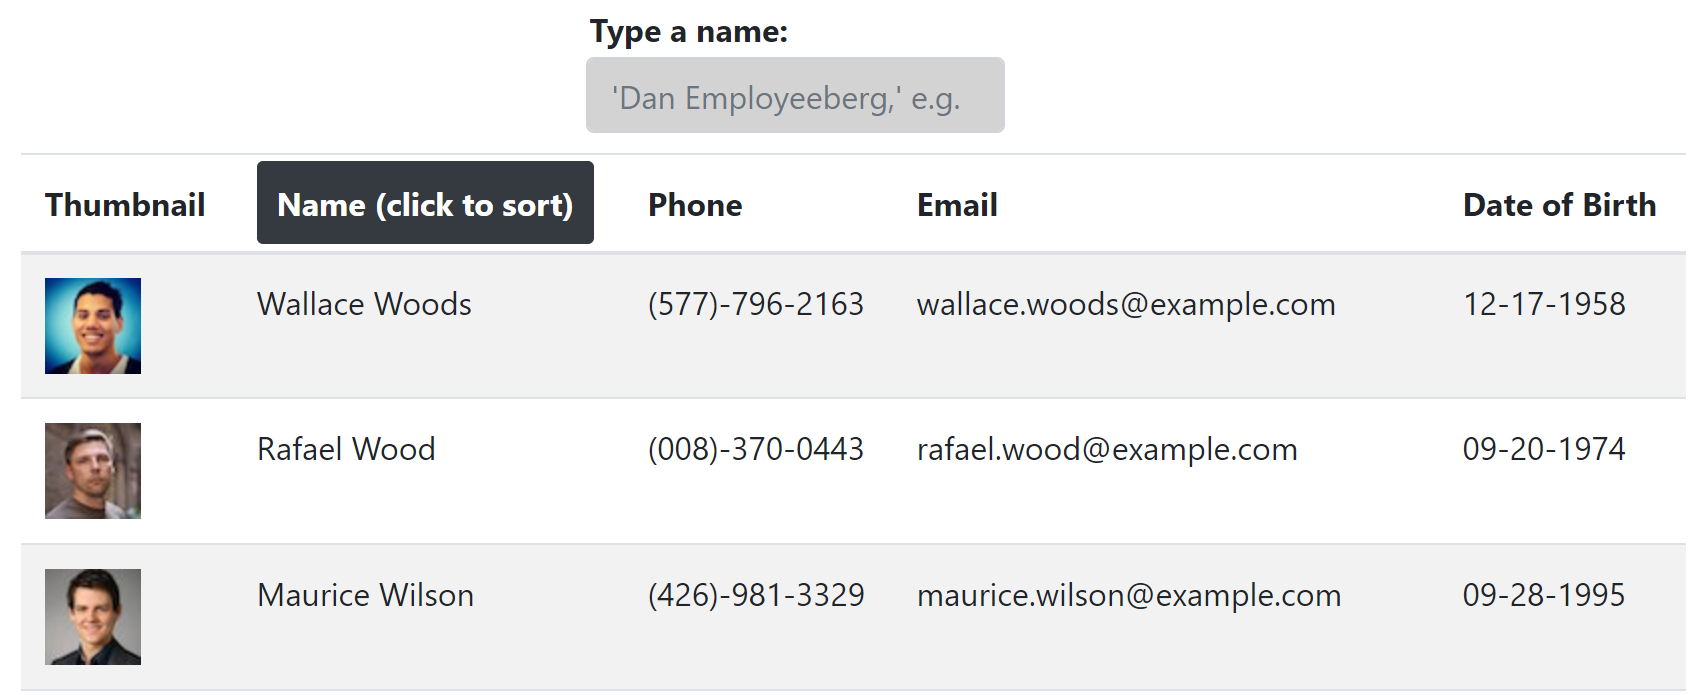 Type a name:
'Dan Employeeberg,' e.g.
Thumbnail Name (click to sort) Phone Email Date of Birth
Wallace Woods (577)-796-2163 wallace.woods@example.com 12-17-1958
Rafael Wood (008)-370-0443 rafael.wood@example.com 09-20-1974
Maurice Wilson (426)-981-3329 maurice.wilson@example.com 09-28-1995